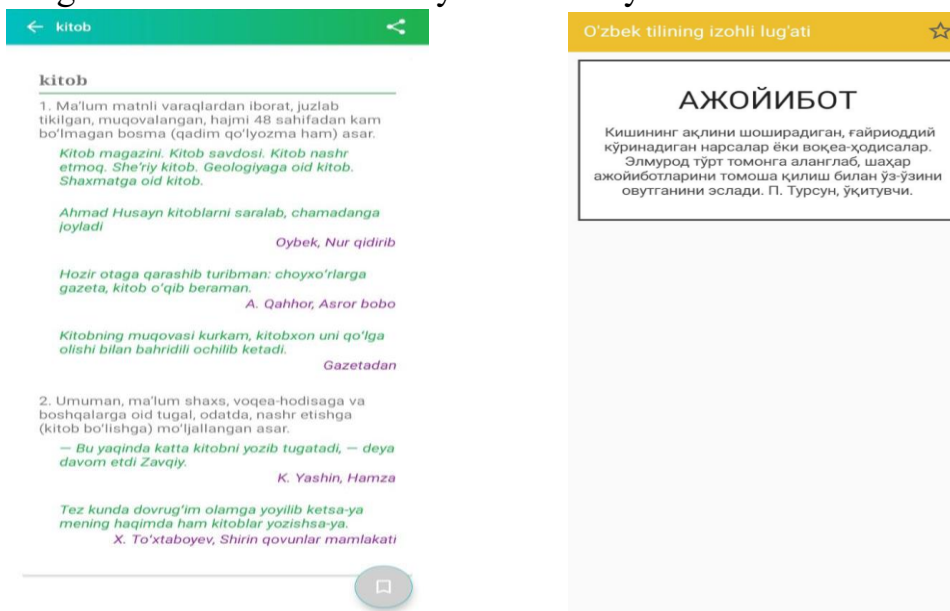 kitob
kitob
1. Ma'lum matnli varaqlardan iborat, juzlab
tikilgan, muqovalangan, hajmi 48 sahifadan kam
bo'lmagan bosma (qadim qo'lyozma ham) asar.
Kitob magazini. Kitob savdosi. Kitob nashr
etmoq. She'riy kitob. Geologiyaga oid kitob.
Shaxmatga oid kitob.
Ahmad Husayn kitoblarni saralab, chamadanga
joyladi
Oybek, Nur qidirib
Hozir otaga qarashib turibman: choyxo'rlarga
gazeta, kitob o'qib beraman.
A. Qahhor, Asror bobo
Kitobning muqovasi kurkam, kitobxon uni qo'lga
olishi bilan bahridili ochilib ketadi.
Gazetadan
2. Umuman, ma'lum shaxs, voqea-hodisaga va
boshqalarga oid tugal, odatda, nashr etishga
(kitob bo'lishga) mo'ljallangan asar.
— Bu yaqinda katta kitobni yozib tugatadi, — deya
davom etdi Zavqiy.
K. Yashin, Hamza
Tez kunda dovrug'im olamga yoyilib ketsa-ya
mening haqimda ham kitoblar yozishsa-ya.
X. To'xtaboyev, Shirin qovunlar mamlakati
O'zbek tilining izohli lug'ati
АЖОЙИБОТ
Кишининг ақлини шоширадиган, ғайриоддий
кўринадиган нарсалар ёки воқеа-ҳодисалар.
Элмурод тўрт томонга аланглаб, шаҳар
ажойиботларини томоша қилиш билан ўз-ўзини
овутганини эслади. П. Турсун, ўқитувчи.